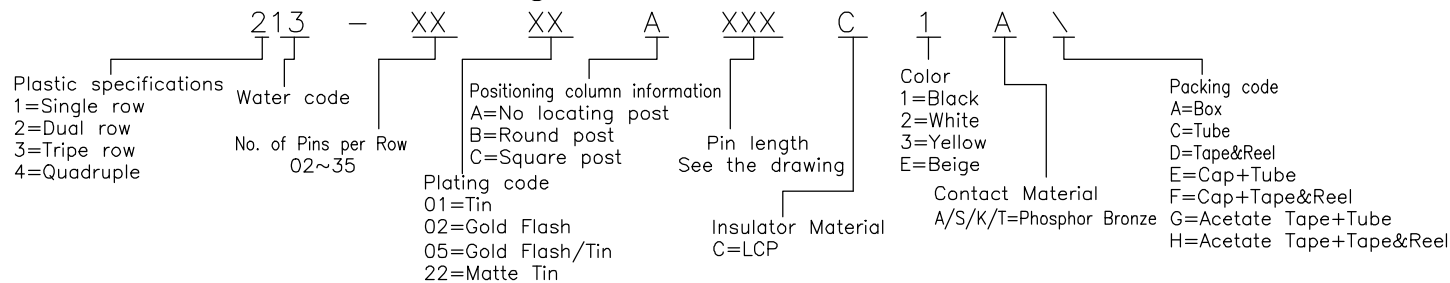 213 - XX XX A XXX C 1 A \
Plastic specifications
1=Single row
2=Dual row
3=Tripe row
4=Quadruple
Water code
No. of Pins per Row
02~35
Plating code
01=Tin
02=Gold Flash
05=Gold Flash/Tin
22=Matte Tin
Positioning column information
A=No locating post
B=Round post
C=Square post
Pin length
See the drawing
Insulator Material
C=LCP
Color
1=Black
2=White
3=Yellow
E=Beige
Contact Material
A/S/K/T=Phosphor Bronze
Packing code
A=Box
C=Tube
D=Tape&Reel
E=Cap+Tube
F=Cap+Tape&Reel
G=Acetate Tape+Tube
H=Acetate Tape+Tape&Reel